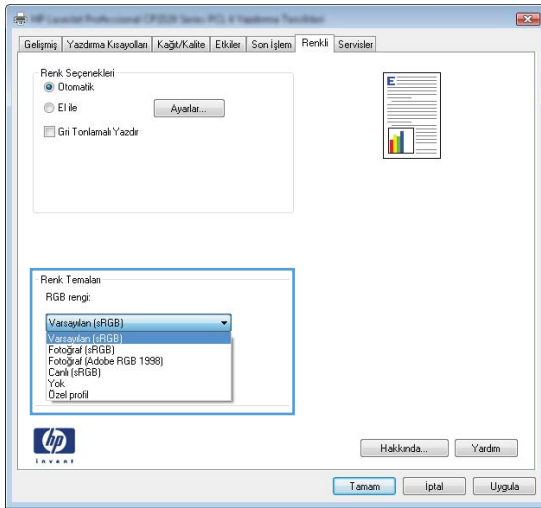 Gelişmiş Yazdırma Kısayolları Kağıt/Kalite Etkiler Son İşlem Renkli Servisler
Renk Seçenekleri
Otomatik
El ile
Ayarlar...
Gri Tonlamalı Yazdır
E
Renk Temaları
RGB rengi:
Varsayılan (sRGB)
Varsayılan (sRGB)
Fotoğraf (sRGB)
Fotoğraf (Adobe RGB 1998)
Canlı (sRGB)
Yok
Özel profil
hp
invent
Hakkında... Yardım
Tamam İptal Uygula